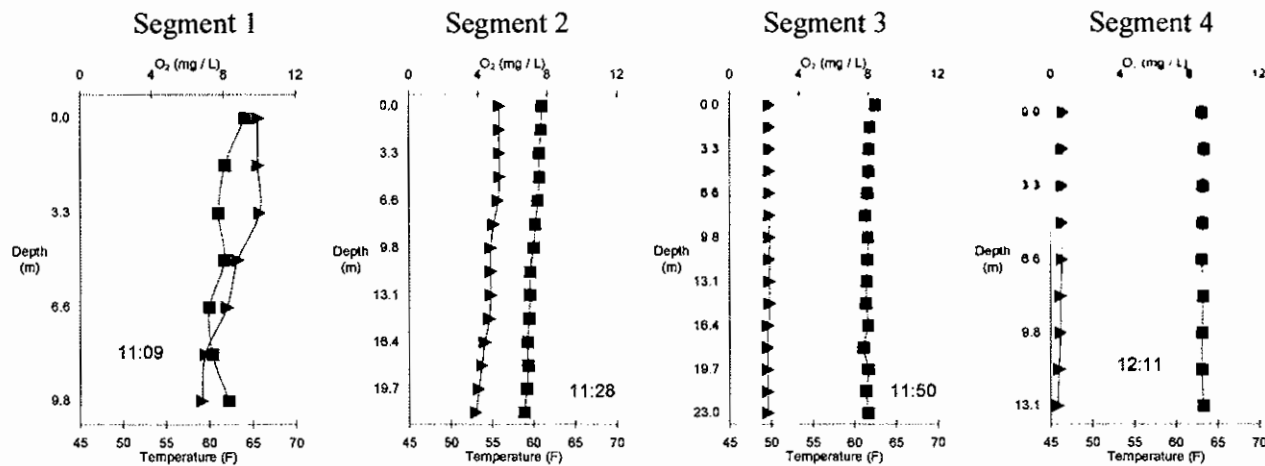 Segment 1
O₂ (mg / L)
0 4 8 12
0.0
3.3
Depth
(m)
6.6
11:09
9.8
45 50 55 60 65 70
Temperature (F)
Segment 2
O₂ (mg / L)
0 4 8 12
0.0
3.3
6.6
Depth
(m)
9.8
13.1
16.4
19.7
11:28
45 50 55 60 65 70
Temperature (F)
Segment 3
O₂ (mg / L)
0 4 8 12
0.0
3.3
6.6
Depth
(m)
9.8
13.1
16.4
19.7
11:50
23.0
45 50 55 60 65 70
Temperature (F)
Segment 4
(mg / L)
0 4 8 12
0.0
3.3
Depth
(m)
6.6
9.8
12:11
13.1
45 50 55 60 65 70
Temperature (F)